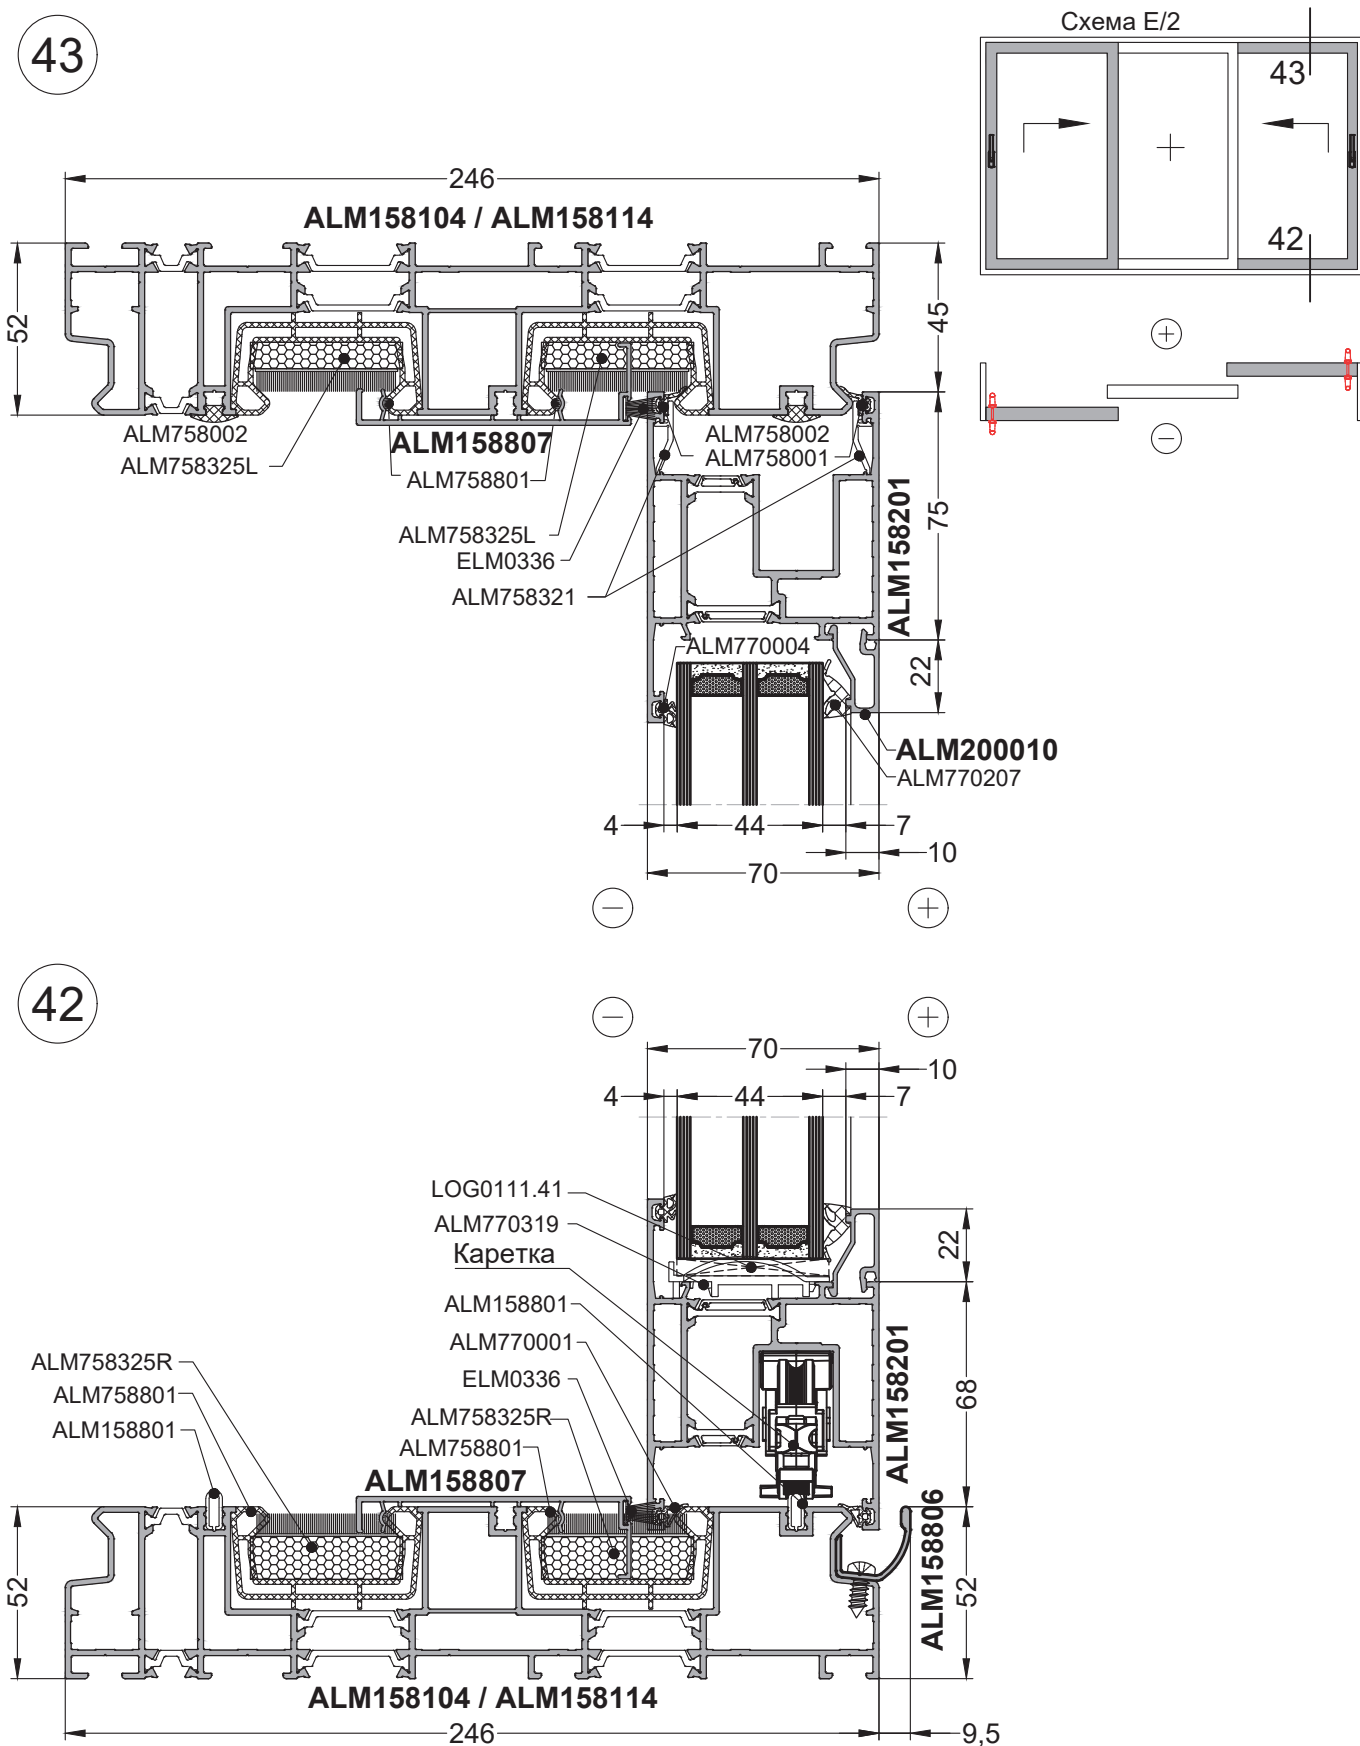 43
Схема E/2
43
42
246
ALM158104 / ALM158114
52
45
ALM758002
ALM758325L
ALM158807
ALM758801
ALM758002
ALM758001
ALM758325L
ELM0336
ALM758321
ALM158201
75
ALM770004
22
ALM200010
ALM770207
4
44
7
10
70
42
70
10
4
44
7
LOG0111.41
ALM770319
Каретка
ALM158801
ALM770001
ELM0336
ALM758325R
ALM758801
ALM158807
ALM758325R
ALM758801
ALM158801
22
ALM158201
68
ALM158806
52
52
ALM158104 / ALM158114
246
9,5